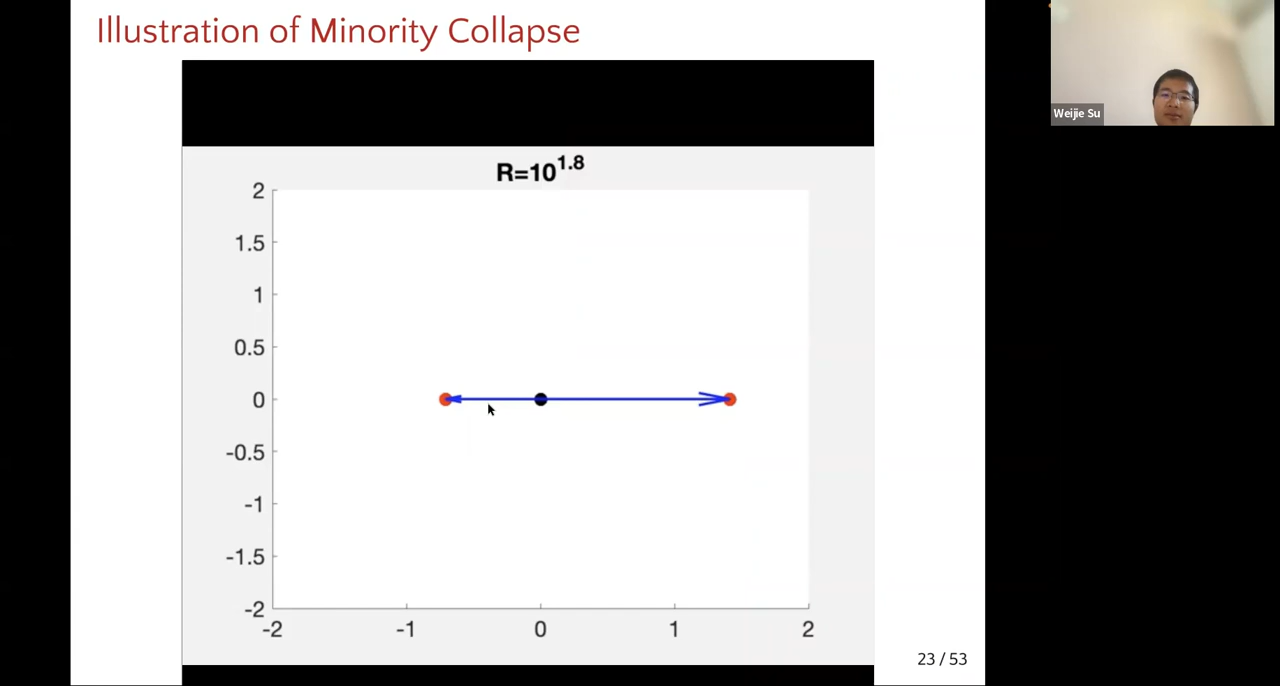 Illustration of Minority Collapse
Weijie Su
R=10^1.8
2
1.5
1
0.5
0
-0.5
-1
-1.5
-2
-2 -1 0 1 2
23 / 53